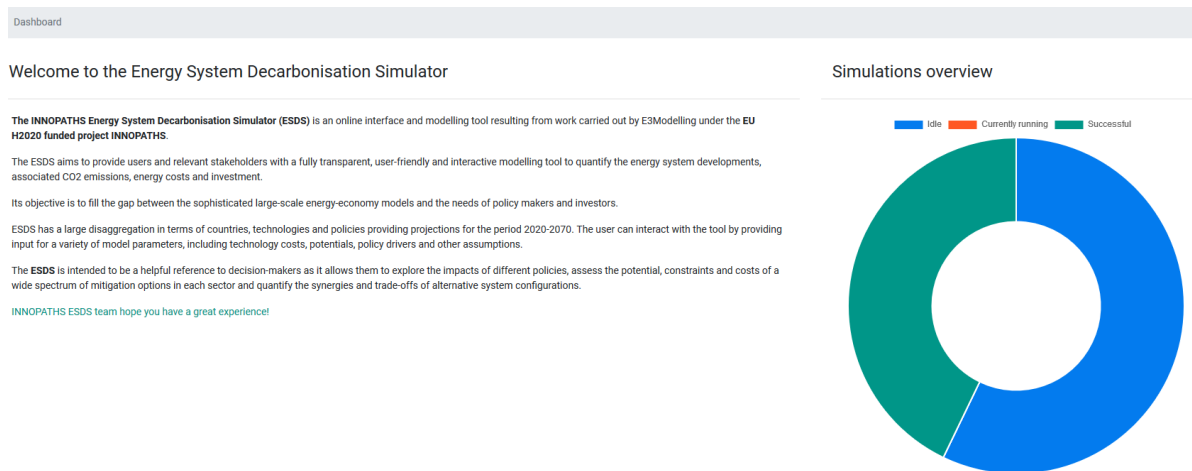 Dashboard
Welcome to the Energy System Decarbonisation Simulator
The INNOPATHS Energy System Decarbonisation Simulator (ESDS) is an online interface and modelling tool resulting from work carried out by E3Modelling under the EU
H2020 funded project INNOPATHS.
The ESDS aims to provide users and relevant stakeholders with a fully transparent, user-friendly and interactive modelling tool to quantify the energy system developments,
associated CO2 emissions, energy costs and investment.
Its objective is to fill the gap between the sophisticated large-scale energy-economy models and the needs of policy makers and investors.
ESDS has a large disaggregation in terms of countries, technologies and policies providing projections for the period 2020-2070. The user can interact with the tool by providing
input for a variety of model parameters, including technology costs, potentials, policy drivers and other assumptions.
The ESDS is intended to be a helpful reference to decision-makers as it allows them to explore the impacts of different policies, assess the potential, constraints and costs of a
wide spectrum of mitigation options in each sector and quantify the synergies and trade-offs of alternative system configurations.
INNOPATHS ESDS team hope you have a great experience!
Simulations overview
Idle Currently running Successful